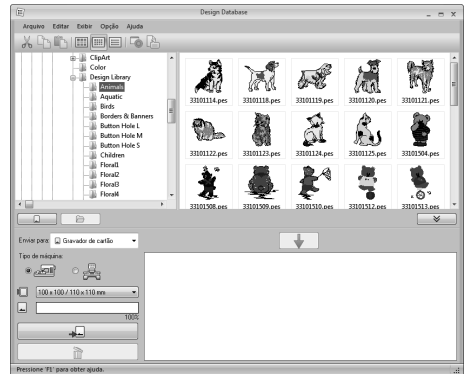 Design Database
Arquivo Editar Exibir Opção Ajuda
ClipArt
Color
Design Library
Animals
Aquatic
Birds
Borders & Banners
Button Hole L
Button Hole M
Button Hole S
Children
Floral1
Floral2
Floral3
Floral4
33101114.pes 33101118.pes 33101119.pes 33101120.pes 33101121.pes
33101122.pes 33101123.pes 33101124.pes 33101125.pes 33101504.pes
33101508.pes 33101509.pes 33101510.pes 33101512.pes 33101513.pes
Enviar para: Gravador de cartão
Tipo de máquina:
100 x 100 / 110 x 110 mm
100%
Pressione 'F1' para obter ajuda.